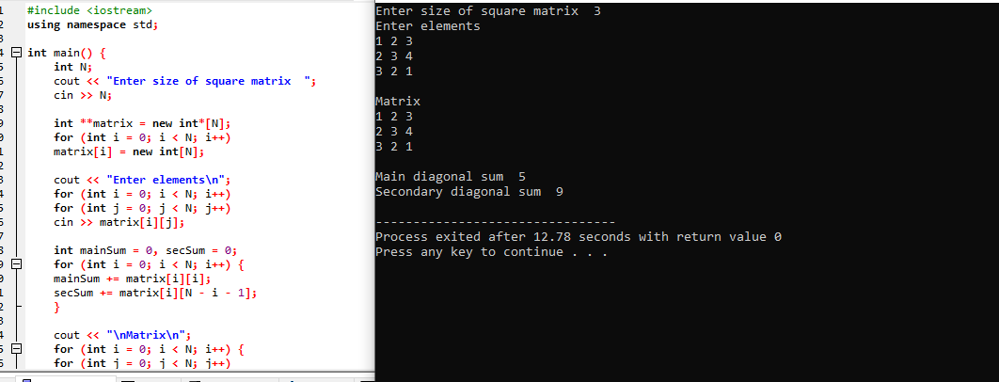 #include <iostream>
using namespace std;
int main() {
int N;
cout << "Enter size of square matrix  ";
cin >> N;
int **matrix = new int*[N];
for (int i = 0; i < N; i++)
matrix[i] = new int[N];
cout << "Enter elements\n";
for (int i = 0; i < N; i++)
for (int j = 0; j < N; j++)
cin >> matrix[i][j];
int mainSum = 0, secSum = 0;
for (int i = 0; i < N; i++) {
mainSum += matrix[i][i];
secSum += matrix[i][N - i - 1];
}
cout << "\nMatrix\n";
for (int i = 0; i < N; i++) {
for (int j = 0; j < N; j++)
Enter size of square matrix  3
Enter elements
1 2 3
2 3 4
3 2 1
Matrix
1 2 3
2 3 4
3 2 1
Main diagonal sum  5
Secondary diagonal sum  9
--------------------------------
Process exited after 12.78 seconds with return value 0
Press any key to continue . . .